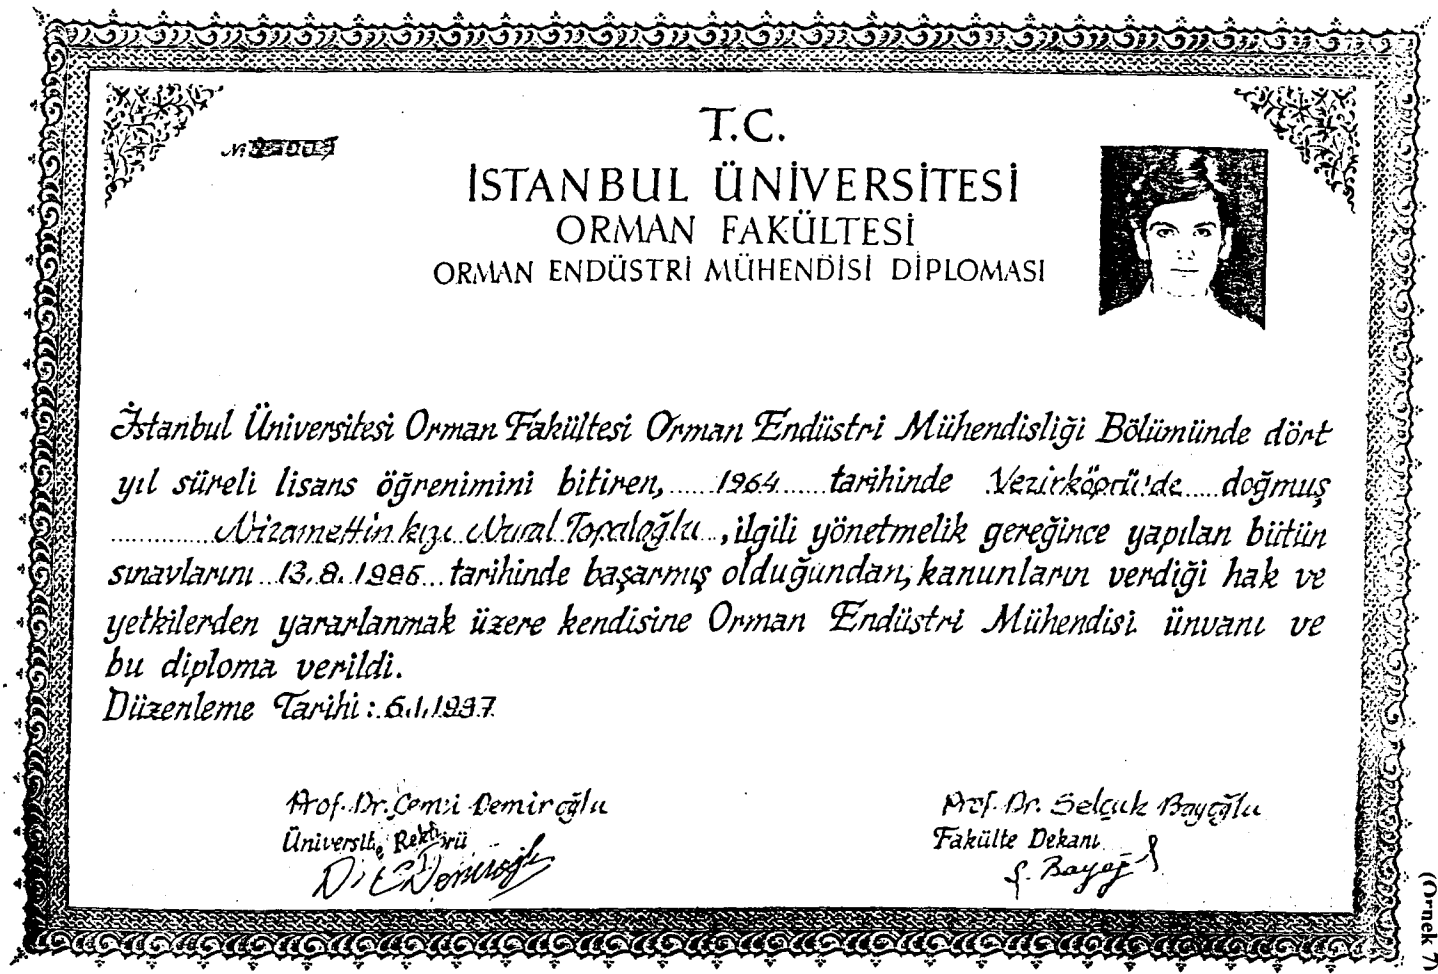 T.C.
İSTANBUL ÜNİVERSİTESİ
ORMAN FAKÜLTESİ
ORMAN ENDÜSTRİ MÜHENDİSİ DİPLOMASI
İstanbul Üniversitesi Orman Fakültesi Orman Endüstri Mühendisliği Bölümünde dört
yıl süreli lisans öğrenimini bitiren, ......1964...... tarihinde .Vezirköprü'de.... doğmuş
..............Nizamettin kızı Nural Topaloğlu.., ilgili yönetmelik gereğince yapılan bütün
sınavlarını ..13.8.1986... tarihinde başarmış olduğundan, kanunların verdiği hak ve
yetkilerden yararlanmak üzere kendisine Orman Endüstri Mühendisi ünvanı ve
bu diploma verildi.
Düzenleme Tarihi: 6.1.1987
Prof. Dr. Cem'i Demiroğlu
Üniversite Rektörü
Prof. Dr. Selçuk Bayoğlu
Fakülte Dekanı
(Örnek 7)